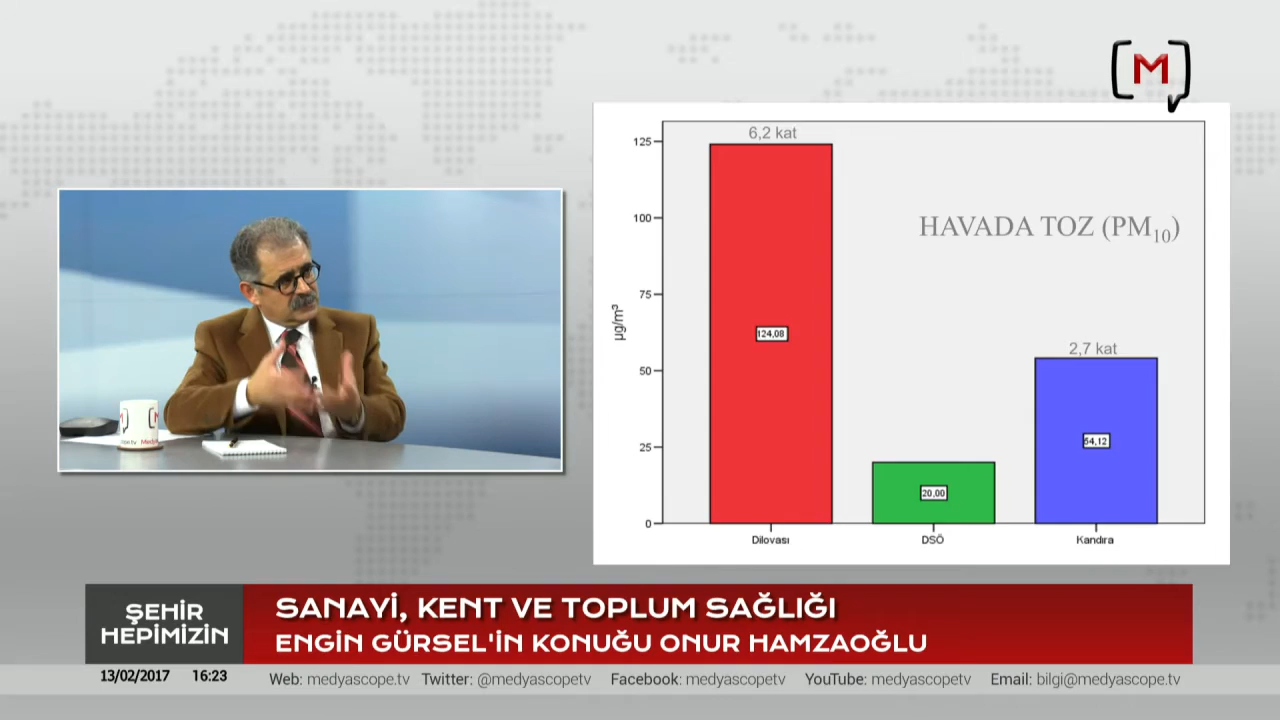 [M]
6,2 kat
125
100
75
50
25
0
µg/m³
HAVADA TOZ (PM10)
124,08
20,00
2,7 kat
54,12
Dilovası
DSÖ
Kandıra
ŞEHİR
HEPİMİZİN
SANAYİ, KENT VE TOPLUM SAĞLIĞI
ENGİN GÜRSEL'İN KONUĞU ONUR HAMZAOĞLU
13/02/2017 16:23
Web: medyascope.tv Twitter: @medyascopetv Facebook: medyascopetv YouTube: medyascopetv Email: bilgi@medyascope.tv